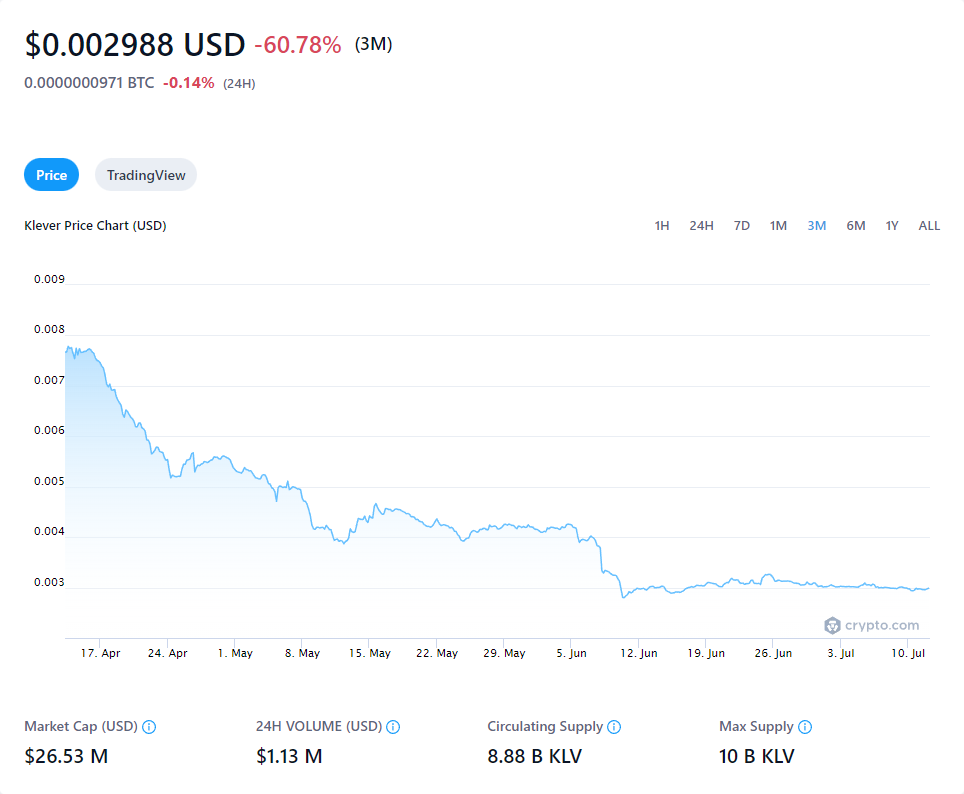 $0.002988 USD -60.78% (3M)
0.0000000971 BTC -0.14% (24H)
Price TradingView
Klever Price Chart (USD) 1H 24H 7D 1M 3M 6M 1Y ALL
0.009
0.008
0.007
0.006
0.005
0.004
0.003
crypto.com
17. Apr 24. Apr 1. May 8. May 15. May 22. May 29. May 5. Jun 12. Jun 19. Jun 26. Jun 3. Jul 10. Jul
Market Cap (USD) 24H VOLUME (USD) Circulating Supply Max Supply
$26.53 M $1.13 M 8.88 B KLV 10 B KLV